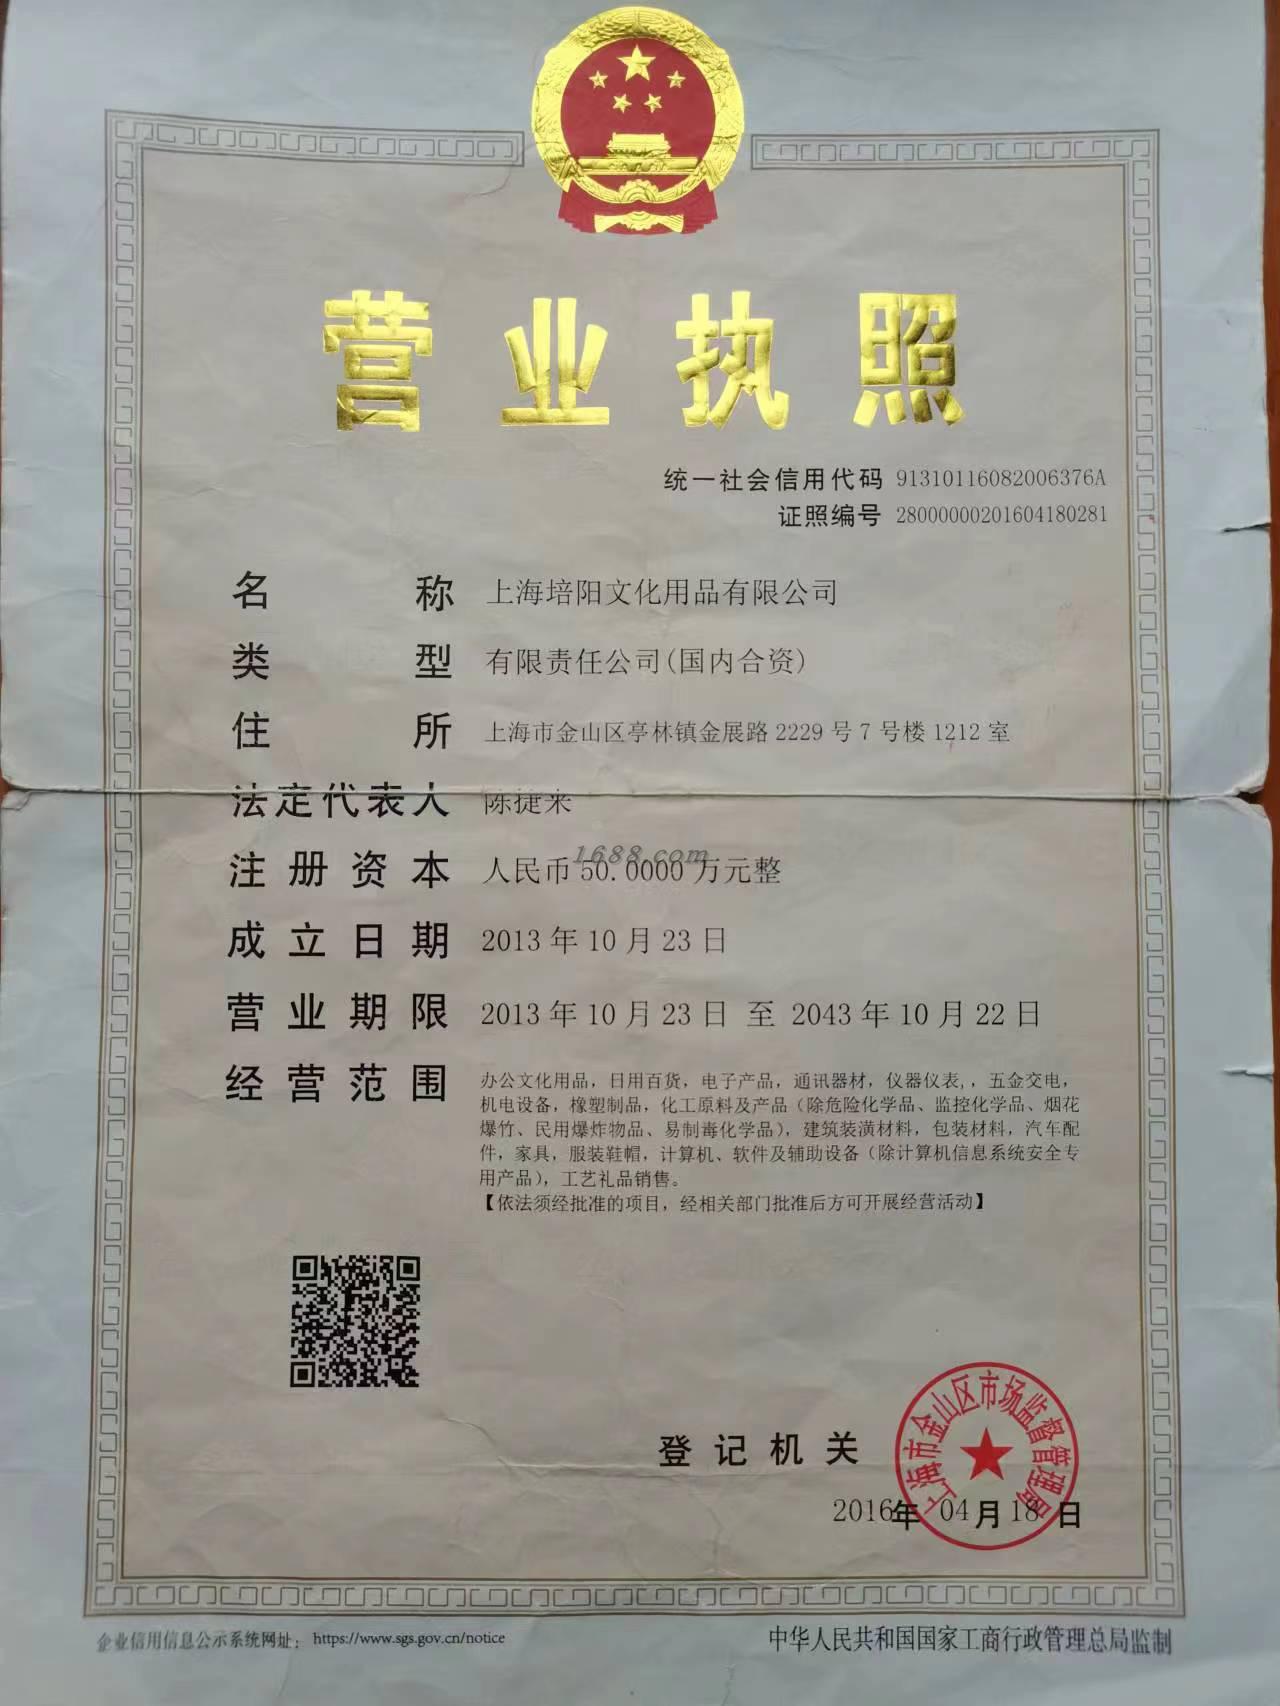 营业执照
统一社会信用代码 91310116082006376A
证照编号 28000000201604180281
名称 上海培阳文化用品有限公司
类型 有限责任公司(国内合资)
住所 上海市金山区亭林镇金展路2229号7号楼1212室
法定代表人 陈捷来
注册资本 人民币50.0000万元整
1688.com
成立日期 2013年10月23日
营业期限 2013年10月23日 至 2043年10月22日
经营范围 办公文化用品，日用百货，电子产品，通讯器材，仪器仪表,，五金交电，
机电设备，橡塑制品，化工原料及产品（除危险化学品、监控化学品、烟花
爆竹、民用爆炸物品、易制毒化学品），建筑装潢材料，包装材料，汽车配
件，家具，服装鞋帽，计算机、软件及辅助设备（除计算机信息系统安全专
用产品），工艺礼品销售。
【依法须经批准的项目，经相关部门批准后方可开展经营活动】
登记机关
上海市金山区市场监督管理局
2016年04月18日
企业信用信息公示系统网址： https://www.sgs.gov.cn/notice
中华人民共和国国家工商行政管理总局监制